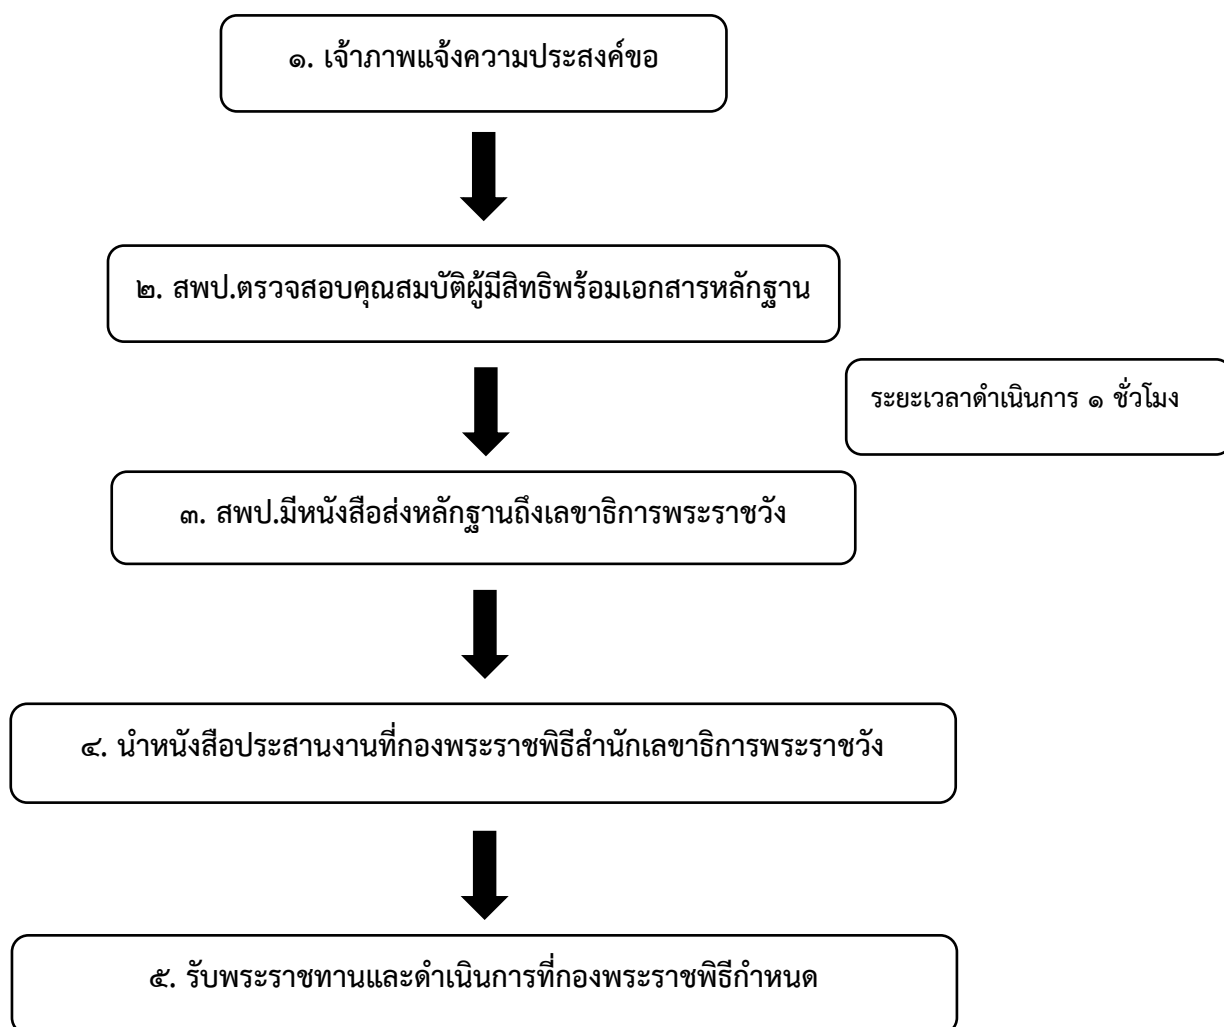 ๑. เจ้าภาพแจ้งความประสงค์ขอ
๒. สพป.ตรวจสอบคุณสมบัติผู้มีสิทธิพร้อมเอกสารหลักฐาน
ระยะเวลาดำเนินการ ๑ ชั่วโมง
๓. สพป.มีหนังสือส่งหลักฐานถึงเลขาธิการพระราชวัง
๔. นำหนังสือประสานงานที่กองพระราชพิธีสำนักเลขาธิการพระราชวัง
๕. รับพระราชทานและดำเนินการที่กองพระราชพิธีกำหนด